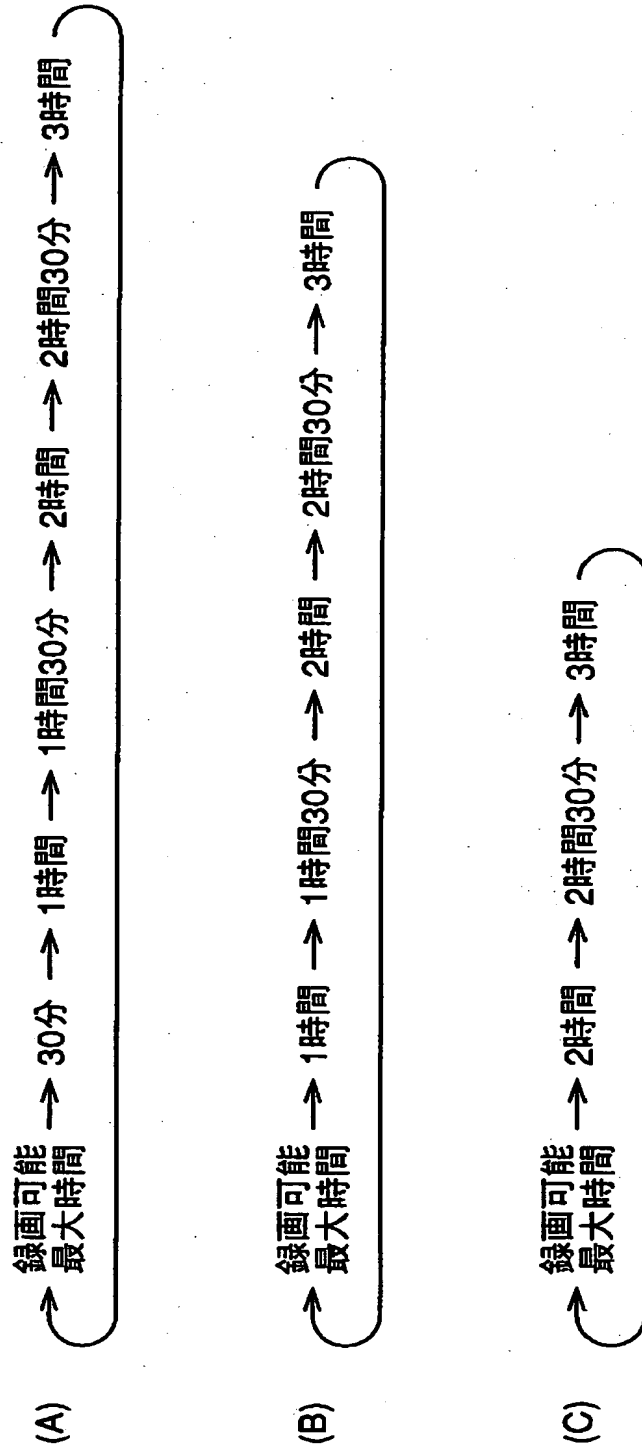 (A)
録画可能
最大時間 → 30分 → 1時間 → 1時間30分 → 2時間 → 2時間30分 → 3時間
(B)
録画可能
最大時間 → 1時間 → 1時間30分 → 2時間 → 2時間30分 → 3時間
(C)
録画可能
最大時間 → 2時間 → 2時間30分 → 3時間